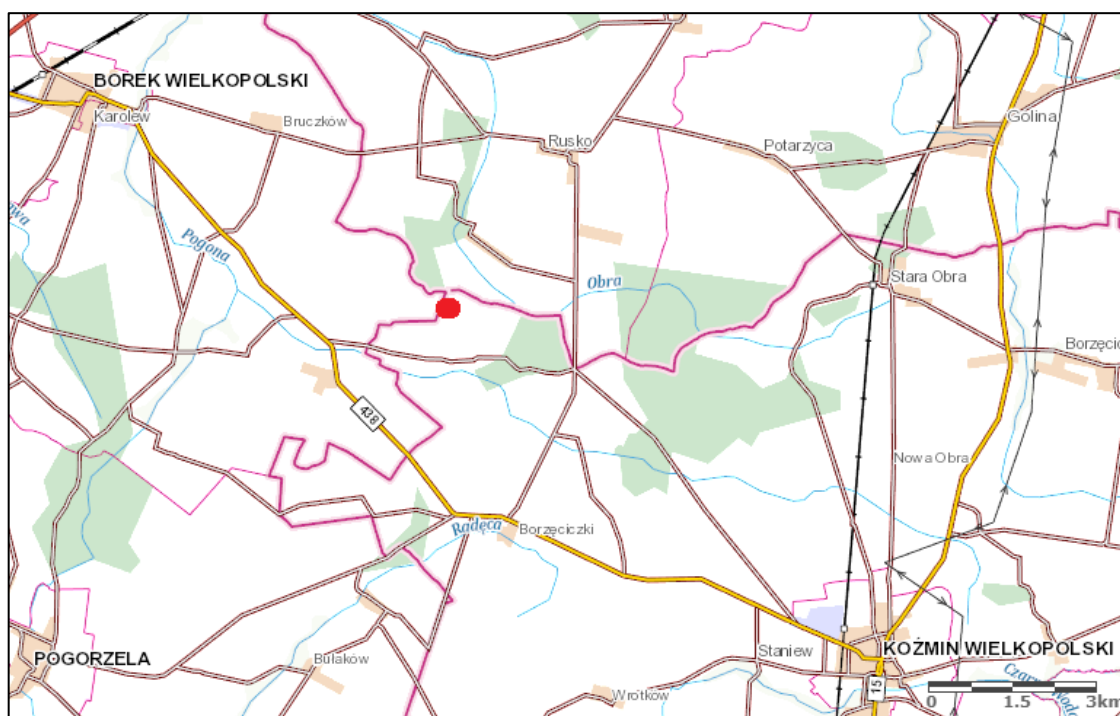 BOREK WIELKOPOLSKI
Karolew
Bruczków
Rusko
Potarzyca
Golina
Pogona
Obra
Stara Obra
438
Nowa Obra
Radęca
Borzęciczki
POGORZELA
Bułaków
Staniew
KOŹMIN WIELKOPOLSKI
Wrotków
15
0 1.5 3km